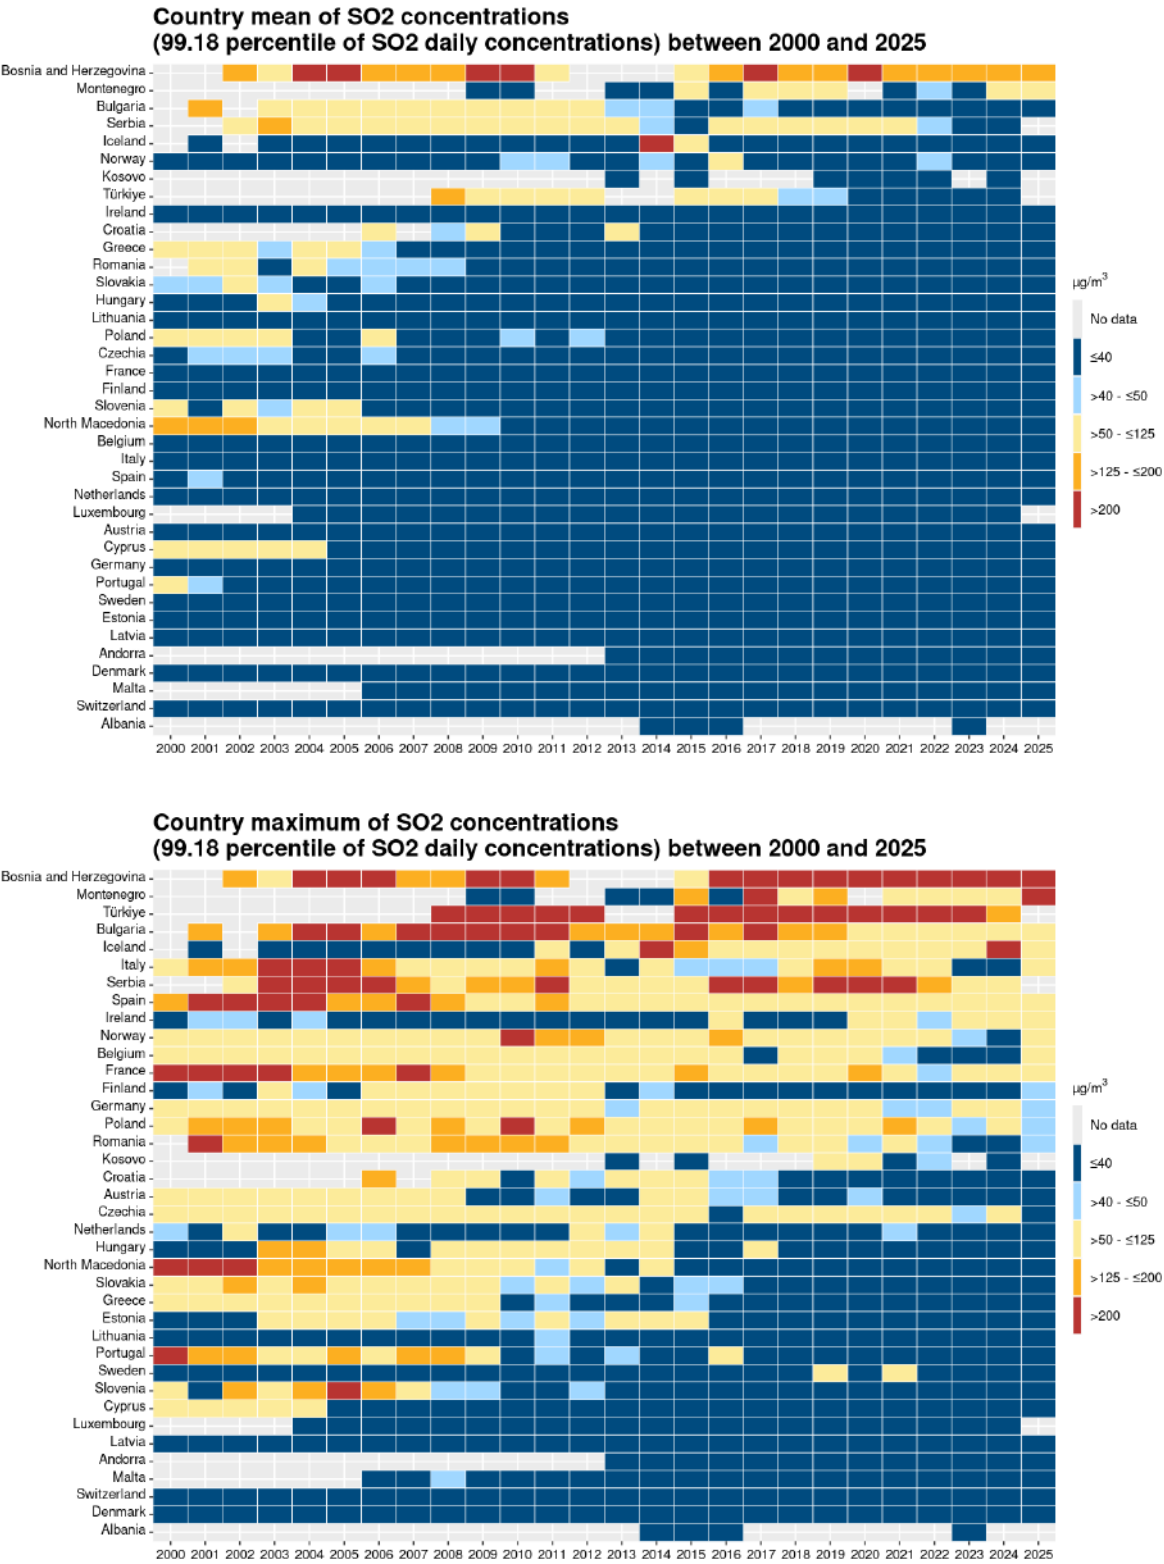 Country mean of SO2 concentrations
(99.18 percentile of SO2 daily concentrations) between 2000 and 2025
Bosnia and Herzegovina
Montenegro
Bulgaria
Serbia
Iceland
Norway
Kosovo
Türkiye
Ireland
Croatia
Greece
Romania
Slovakia
Hungary
Lithuania
Poland
Czechia
France
Finland
Slovenia
North Macedonia
Belgium
Italy
Spain
Netherlands
Luxembourg
Austria
Cyprus
Germany
Portugal
Sweden
Estonia
Latvia
Andorra
Denmark
Malta
Switzerland
Albania
2000 2001 2002 2003 2004 2005 2006 2007 2008 2009 2010 2011 2012 2013 2014 2015 2016 2017 2018 2019 2020 2021 2022 2023 2024 2025
µg/m³
No data
≤40
>40 - ≤50
>50 - ≤125
>125 - ≤200
>200
Country maximum of SO2 concentrations
(99.18 percentile of SO2 daily concentrations) between 2000 and 2025
Bosnia and Herzegovina
Montenegro
Türkiye
Bulgaria
Iceland
Italy
Serbia
Spain
Ireland
Norway
Belgium
France
Finland
Germany
Poland
Romania
Kosovo
Croatia
Austria
Czechia
Netherlands
Hungary
North Macedonia
Slovakia
Greece
Estonia
Lithuania
Portugal
Sweden
Slovenia
Cyprus
Luxembourg
Latvia
Andorra
Malta
Switzerland
Denmark
Albania
2000 2001 2002 2003 2004 2005 2006 2007 2008 2009 2010 2011 2012 2013 2014 2015 2016 2017 2018 2019 2020 2021 2022 2023 2024 2025
µg/m³
No data
≤40
>40 - ≤50
>50 - ≤125
>125 - ≤200
>200